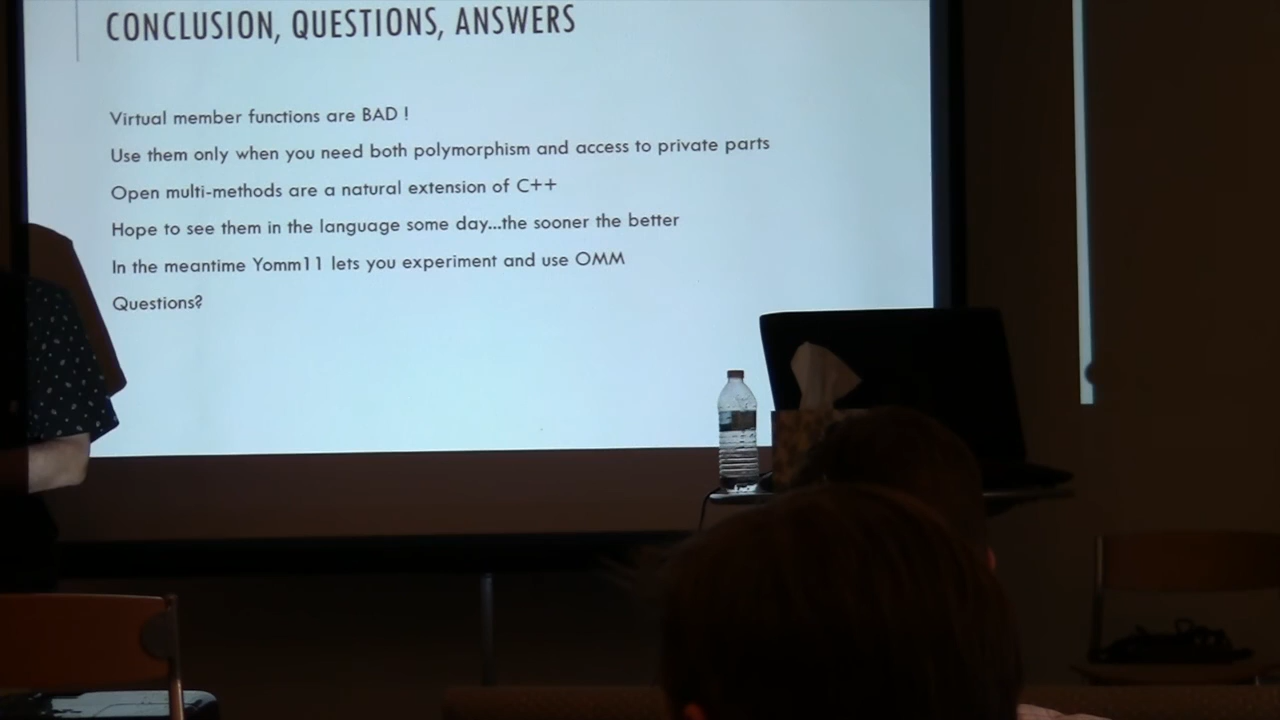 CONCLUSION, QUESTIONS, ANSWERS
Virtual member functions are BAD !
Use them only when you need both polymorphism and access to private parts
Open multi-methods are a natural extension of C++
Hope to see them in the language some day...the sooner the better
In the meantime Yomm11 lets you experiment and use OMM
Questions?